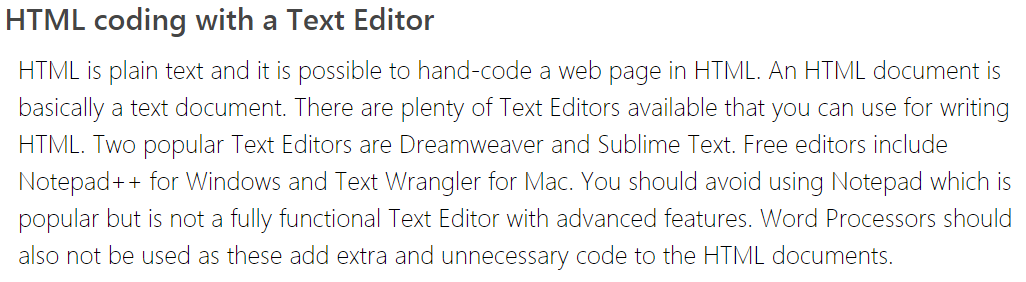 HTML coding with a Text Editor
HTML is plain text and it is possible to hand-code a web page in HTML. An HTML document is
basically a text document. There are plenty of Text Editors available that you can use for writing
HTML. Two popular Text Editors are Dreamweaver and Sublime Text. Free editors include
Notepad++ for Windows and Text Wrangler for Mac. You should avoid using Notepad which is
popular but is not a fully functional Text Editor with advanced features. Word Processors should
also not be used as these add extra and unnecessary code to the HTML documents.